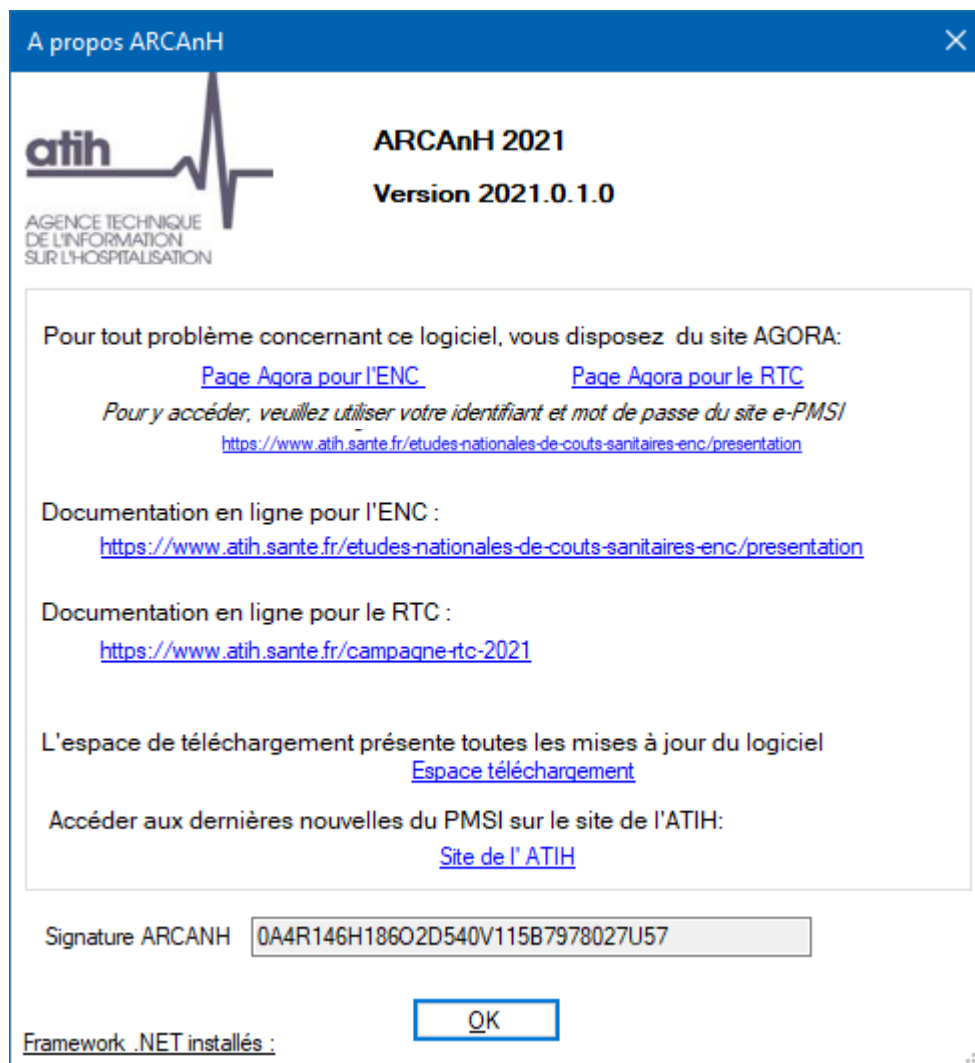 A propos ARCAnH
atih
AGENCE TECHNIQUE
DE L'INFORMATION
SUR L'HOSPITALISATION
ARCAnH 2021
Version 2021.0.1.0
Pour tout problème concernant ce logiciel, vous disposez du site AGORA:
Page Agora pour l'ENC Page Agora pour le RTC
Pour y accéder, veuillez utiliser votre identifiant et mot de passe du site e-PMSI
https://www.atih.sante.fr/etudes-nationales-de-couts-sanitaires-enc/presentation
Documentation en ligne pour l'ENC :
https://www.atih.sante.fr/etudes-nationales-de-couts-sanitaires-enc/presentation
Documentation en ligne pour le RTC :
https://www.atih.sante.fr/campagne-rtc-2021
L'espace de téléchargement présente toutes les mises à jour du logiciel
Espace téléchargement
Accéder aux dernières nouvelles du PMSI sur le site de l'ATIH:
Site de l' ATIH
Signature ARCANH 0A4R146H186O2D540V115B7978027U57
OK
Framework .NET installés :